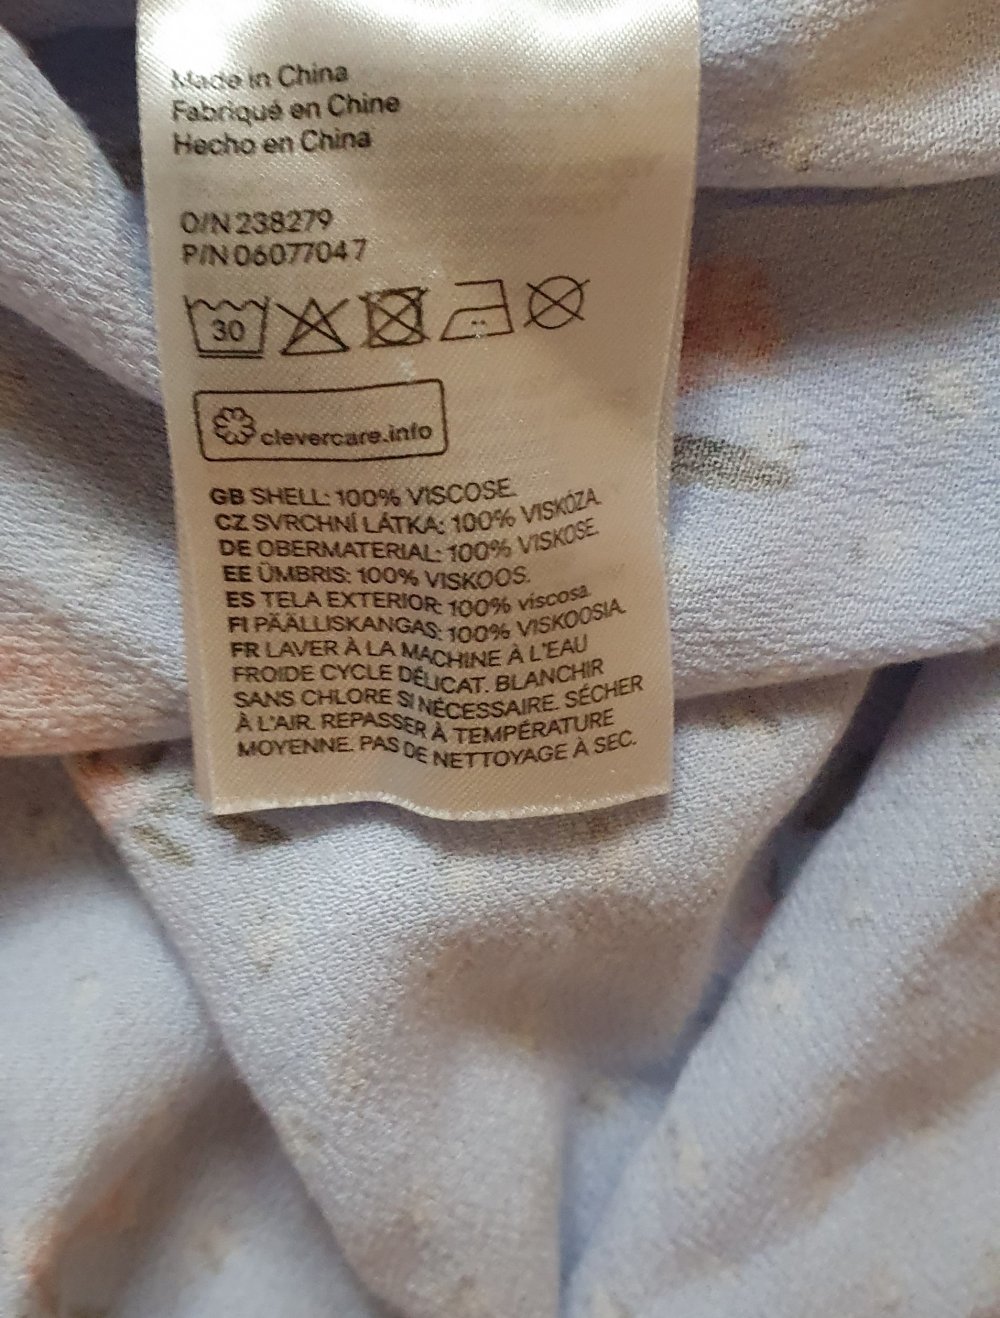 Made in China
Fabriqué en Chine
Hecho en China
O/N 238279
P/N 06077047
30
clevercare.info
GB SHELL: 100% VISCOSE.
CZ SVRCHNÍ LÁTKA: 100% VISKÓZA.
DE OBERMATERIAL: 100% VISKOSE.
EE ÜMBRIS: 100% VISKOOS.
ES TELA EXTERIOR: 100% viscosa.
FI PÄÄLLISKANGAS: 100% VISKOOSIA.
FR LAVER À LA MACHINE À L'EAU
FROIDE CYCLE DÉLICAT. BLANCHIR
SANS CHLORE SI NÉCESSAIRE. SÉCHER
À L'AIR. REPASSER À TEMPÉRATURE
MOYENNE. PAS DE NETTOYAGE À SEC.